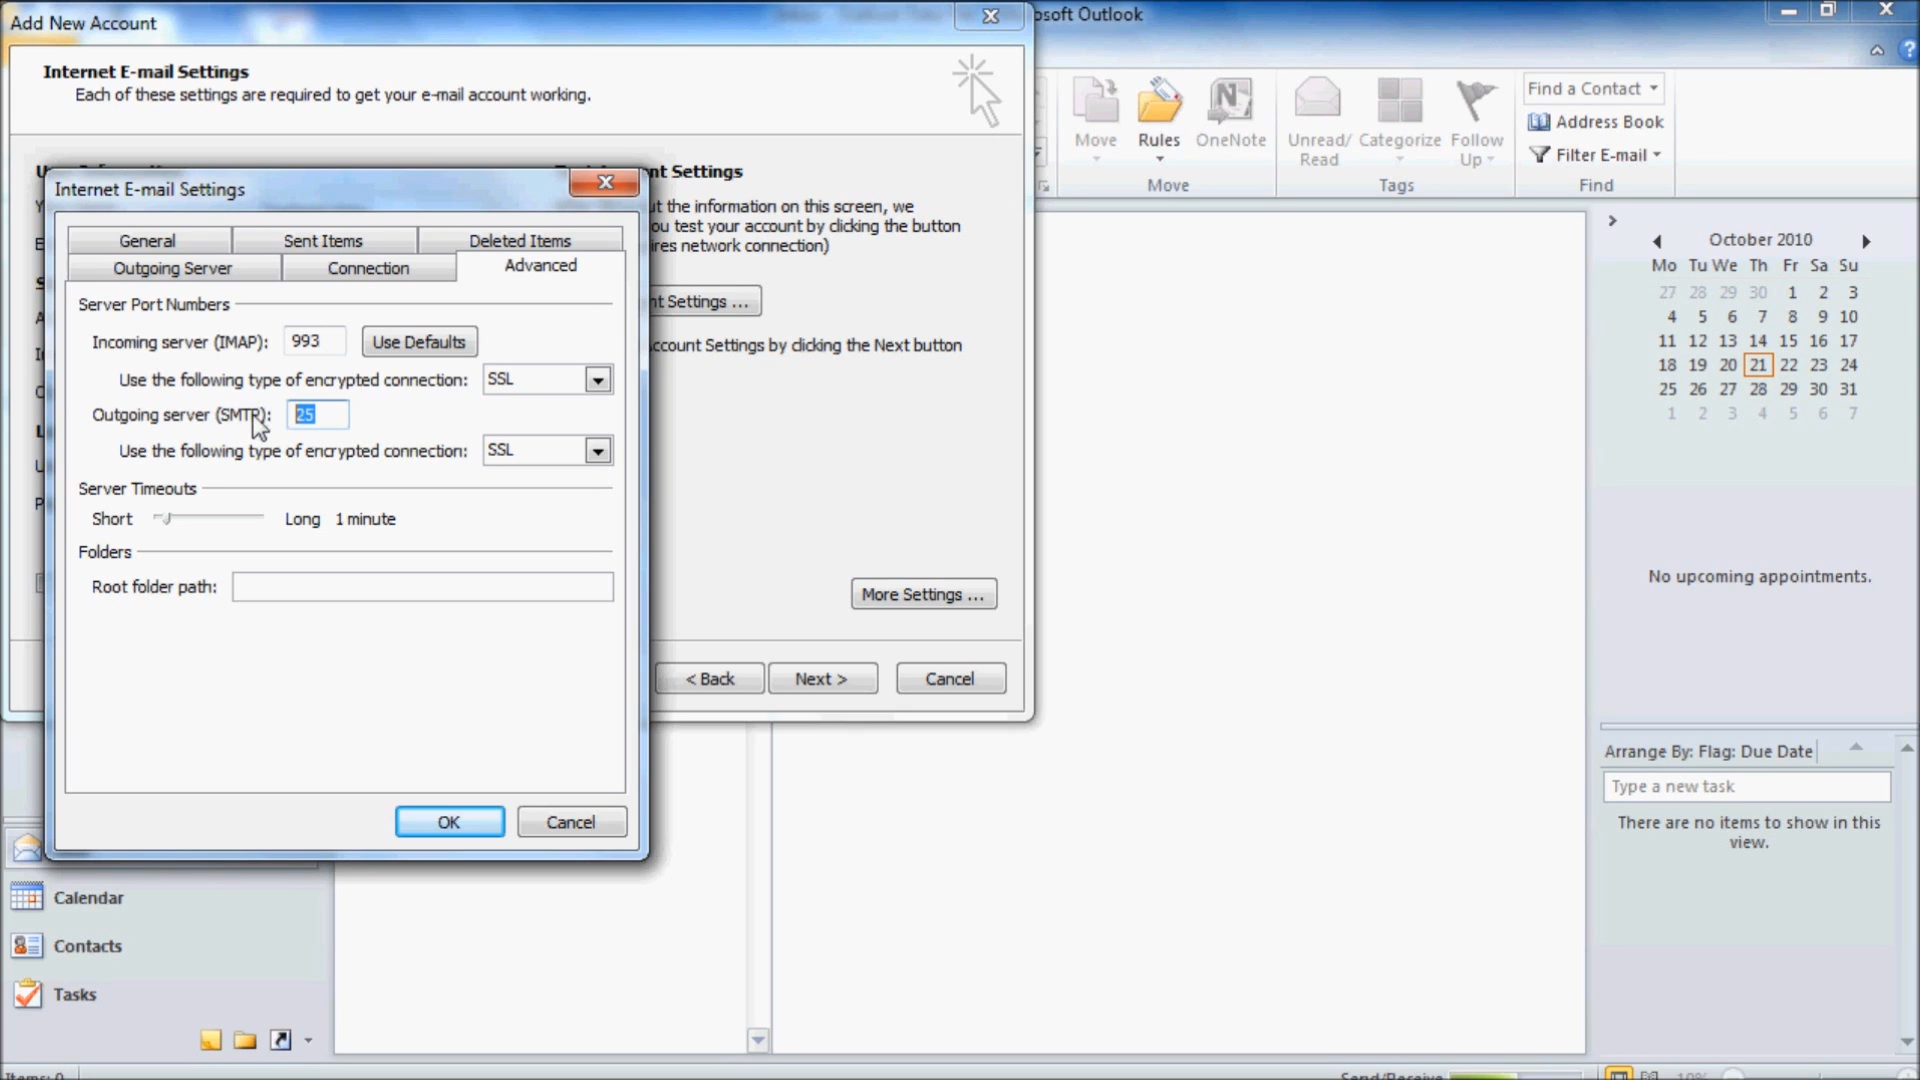 Add New Account
osoft Outlook
Internet E-mail Settings
Each of these settings are required to get your e-mail account working.
Find a Contact
Address Book
Filter E-mail
Move
Rules
OneNote
Unread/
Read
Categorize
Follow
Up
Move
Tags
Find
nt Settings
ut the information on this screen, we
ou test your account by clicking the button
ires network connection)
nt Settings ...
ccount Settings by clicking the Next button
More Settings ...
< Back
Next >
Cancel
Internet E-mail Settings
General
Sent Items
Deleted Items
Outgoing Server
Connection
Advanced
Server Port Numbers
Incoming server (IMAP): 993 Use Defaults
Use the following type of encrypted connection: SSL
Outgoing server (SMTP): 25
Use the following type of encrypted connection: SSL
Server Timeouts
Short Long 1 minute
Folders
Root folder path:
OK
Cancel
October 2010
Mo Tu We Th Fr Sa Su
27 28 29 30 1 2 3
4 5 6 7 8 9 10
11 12 13 14 15 16 17
18 19 20 21 22 23 24
25 26 27 28 29 30 31
1 2 3 4 5 6 7
No upcoming appointments.
Arrange By: Flag: Due Date
Type a new task
There are no items to show in this
view.
Calendar
Contacts
Tasks
Items: 0
Send/Receive
10%